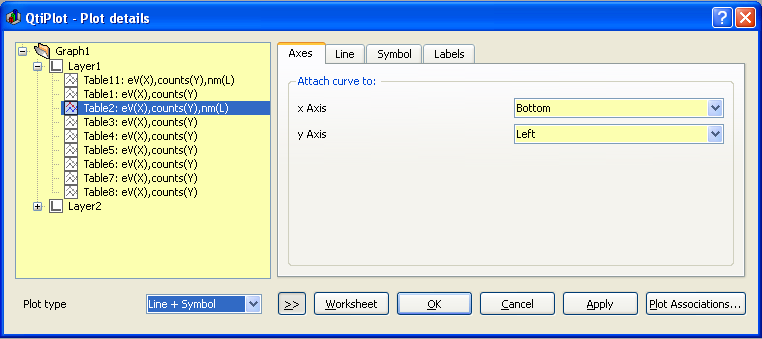 QtiPlot - Plot details
Graph1
Layer1
Table11: eV(X),counts(Y),nm(L)
Table1: eV(X),counts(Y)
Table2: eV(X),counts(Y),nm(L)
Table3: eV(X),counts(Y)
Table4: eV(X),counts(Y)
Table5: eV(X),counts(Y)
Table6: eV(X),counts(Y)
Table7: eV(X),counts(Y)
Table8: eV(X),counts(Y)
Layer2
Axes Line Symbol Labels
Attach curve to:
x Axis Bottom
y Axis Left
Plot type Line + Symbol >> Worksheet OK Cancel Apply Plot Associations...